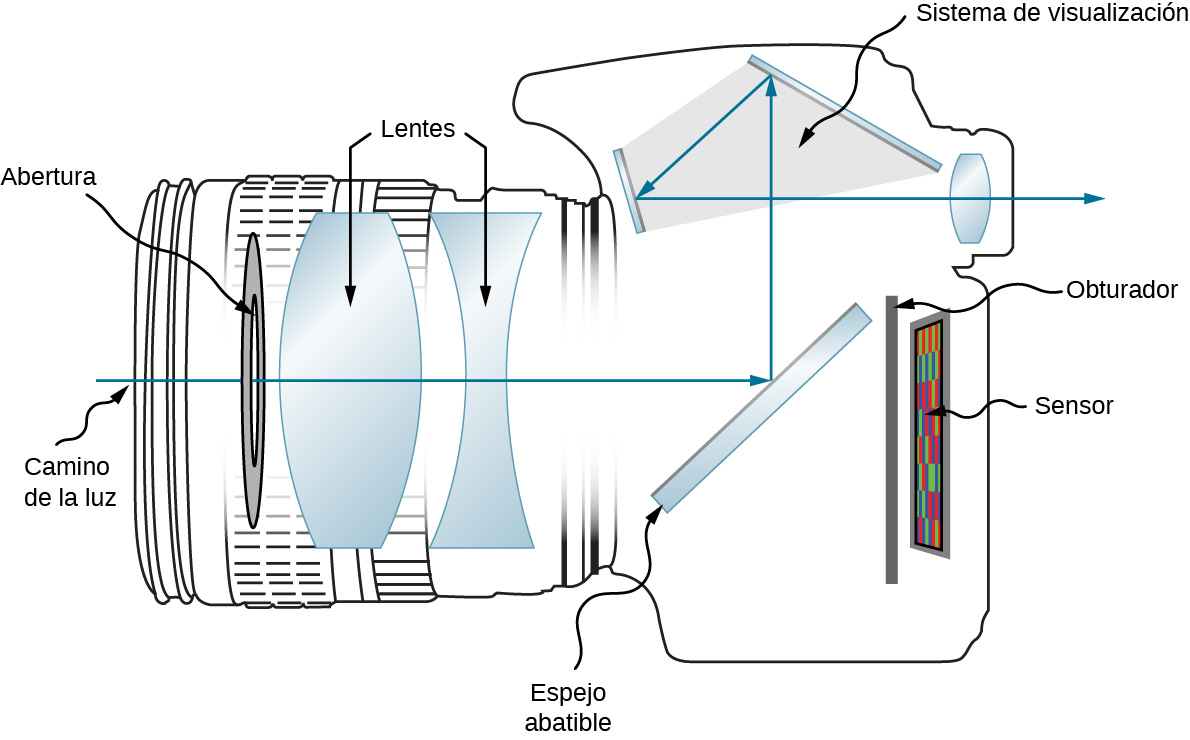 Sistema de visualización
Lentes
Abertura
Obturador
Sensor
Camino
de la luz
Espejo
abatible